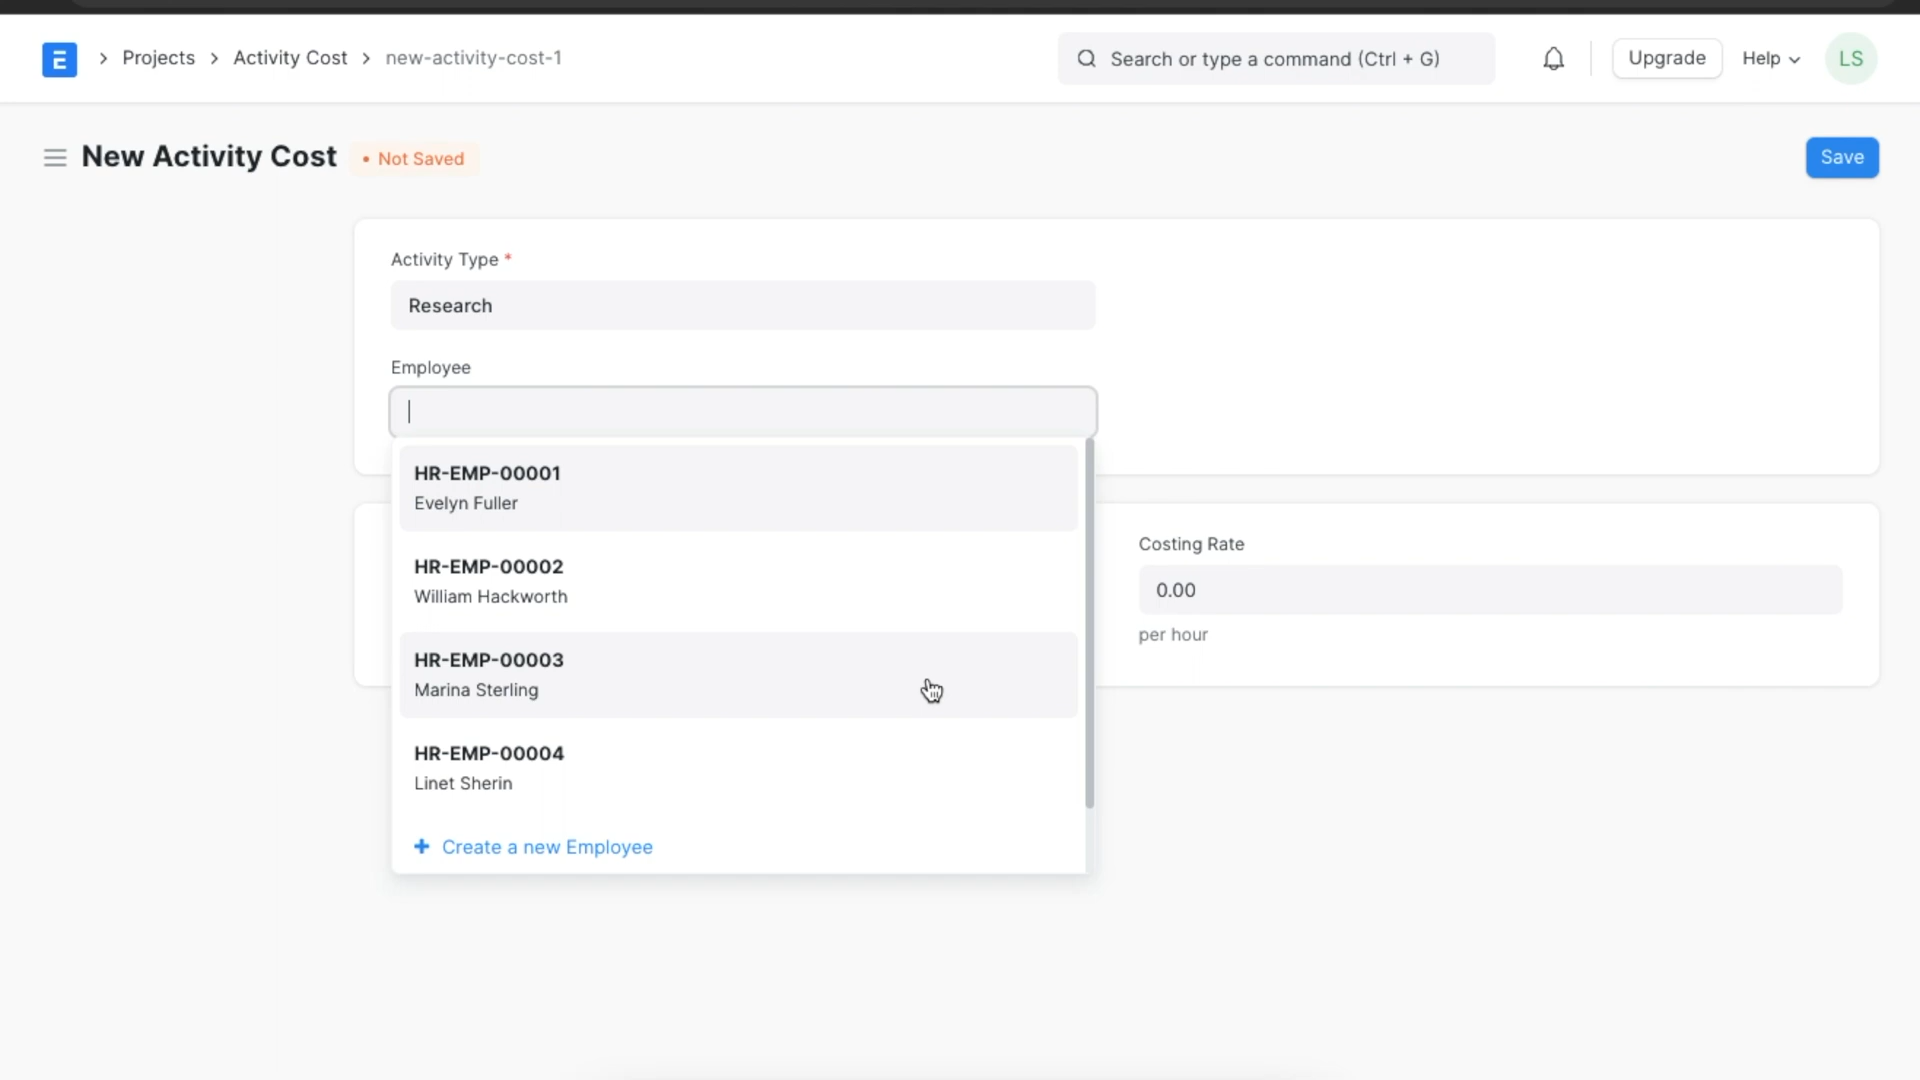 E > Projects > Activity Cost > new-activity-cost-1 Search or type a command (Ctrl + G) Upgrade Help LS
New Activity Cost • Not Saved Save
Activity Type *
Research
Employee
HR-EMP-00001
Evelyn Fuller
HR-EMP-00002
William Hackworth
HR-EMP-00003
Marina Sterling
HR-EMP-00004
Linet Sherin
+ Create a new Employee
Costing Rate
0.00
per hour